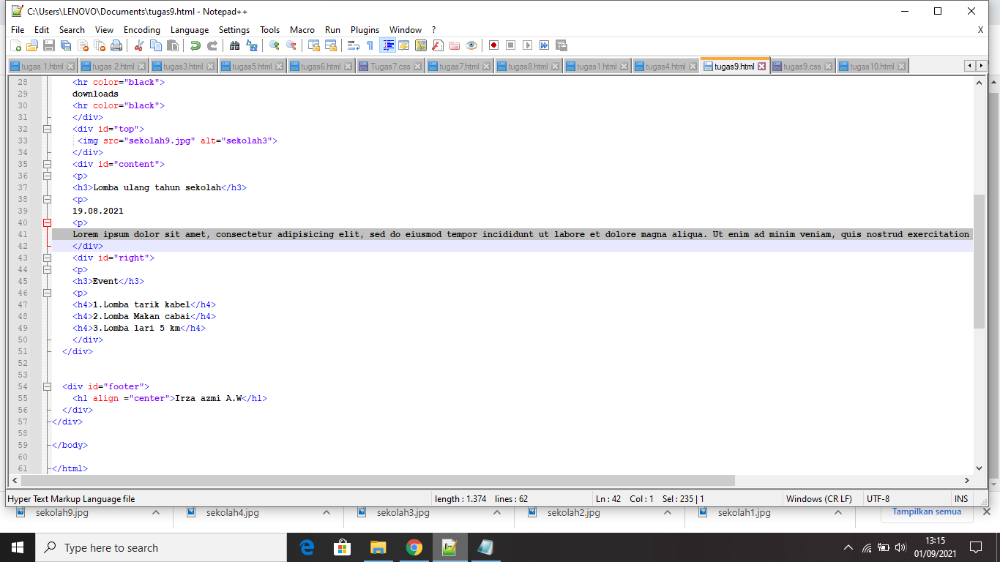 C:\Users\LENOVO\Documents\tugas9.html - Notepad++
File Edit Search View Encoding Language Settings Tools Macro Run Plugins Window ? X
tugas 1.html tugas 2.html tugas3.html tugas5.html tugas6.html Tugas7.css tugas7.html tugas8.html tugas1.html tugas4.html tugas9.html tugas9.css tugas10.html
28 <hr color="black">
29 downloads
30 <hr color="black">
31 </div>
32 <div id="top">
33 <img src="sekolah9.jpg" alt="sekolah3">
34 </div>
35 <div id="content">
36 <p>
37 <h3>Lomba ulang tahun sekolah</h3>
38 <p>
39 19.08.2021
40 <p>
41 Lorem ipsum dolor sit amet, consectetur adipisicing elit, sed do eiusmod tempor incididunt ut labore et dolore magna aliqua. Ut enim ad minim veniam, quis nostrud exercitation
42 </div>
43 <div id="right">
44 <p>
45 <h3>Event</h3>
46 <p>
47 <h4>1.Lomba tarik kabel</h4>
48 <h4>2.Lomba Makan cabai</h4>
49 <h4>3.Lomba lari 5 km</h4>
50 </div>
51 </div>
52
53
54 <div id="footer">
55 <h1 align ="center">Irza azmi A.W</h1>
56 </div>
57 </div>
58
59 </body>
60
61 </html>
Hyper Text Markup Language file length : 1.374 lines : 62 Ln : 42 Col : 1 Sel : 235 | 1 Windows (CR LF) UTF-8 INS
sekolah9.jpg sekolah4.jpg sekolah3.jpg sekolah2.jpg sekolah1.jpg Tampilkan semua
Type here to search
13:15
01/09/2021